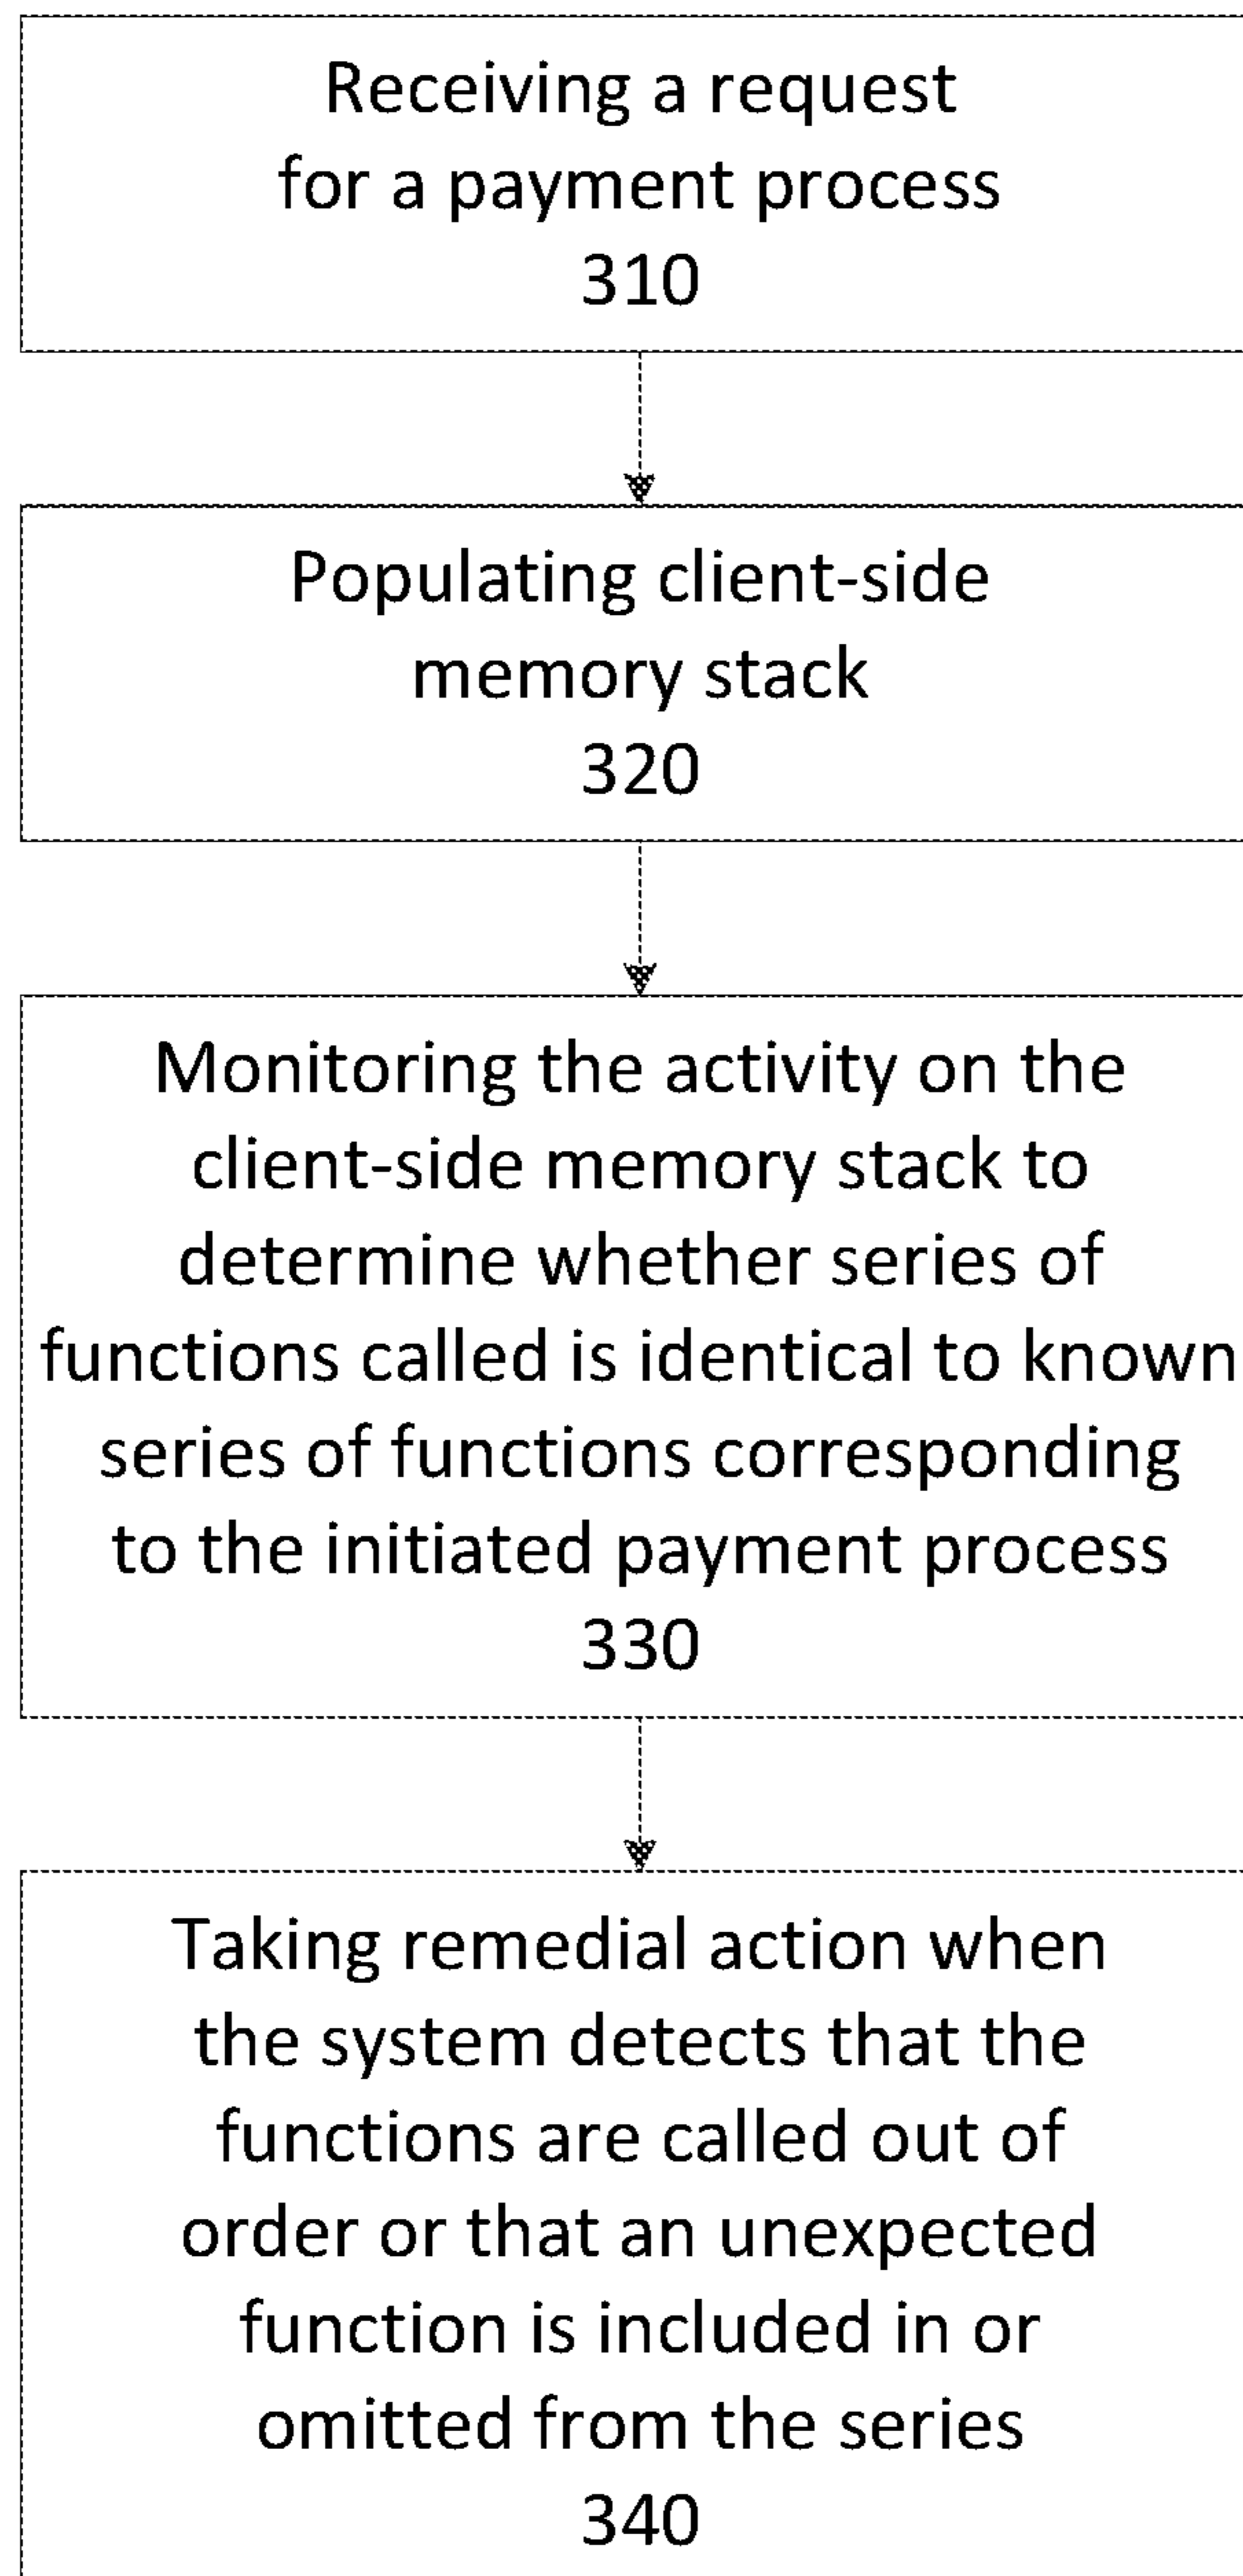 Receiving a request
for a payment process
310
Populating client-side
memory stack
320
Monitoring the activity on the
client-side memory stack to
determine whether series of
functions called is identical to known
series of functions corresponding
to the initiated payment process
330
Taking remedial action when
the system detects that the
functions are called out of
order or that an unexpected
function is included in or
omitted from the series
340